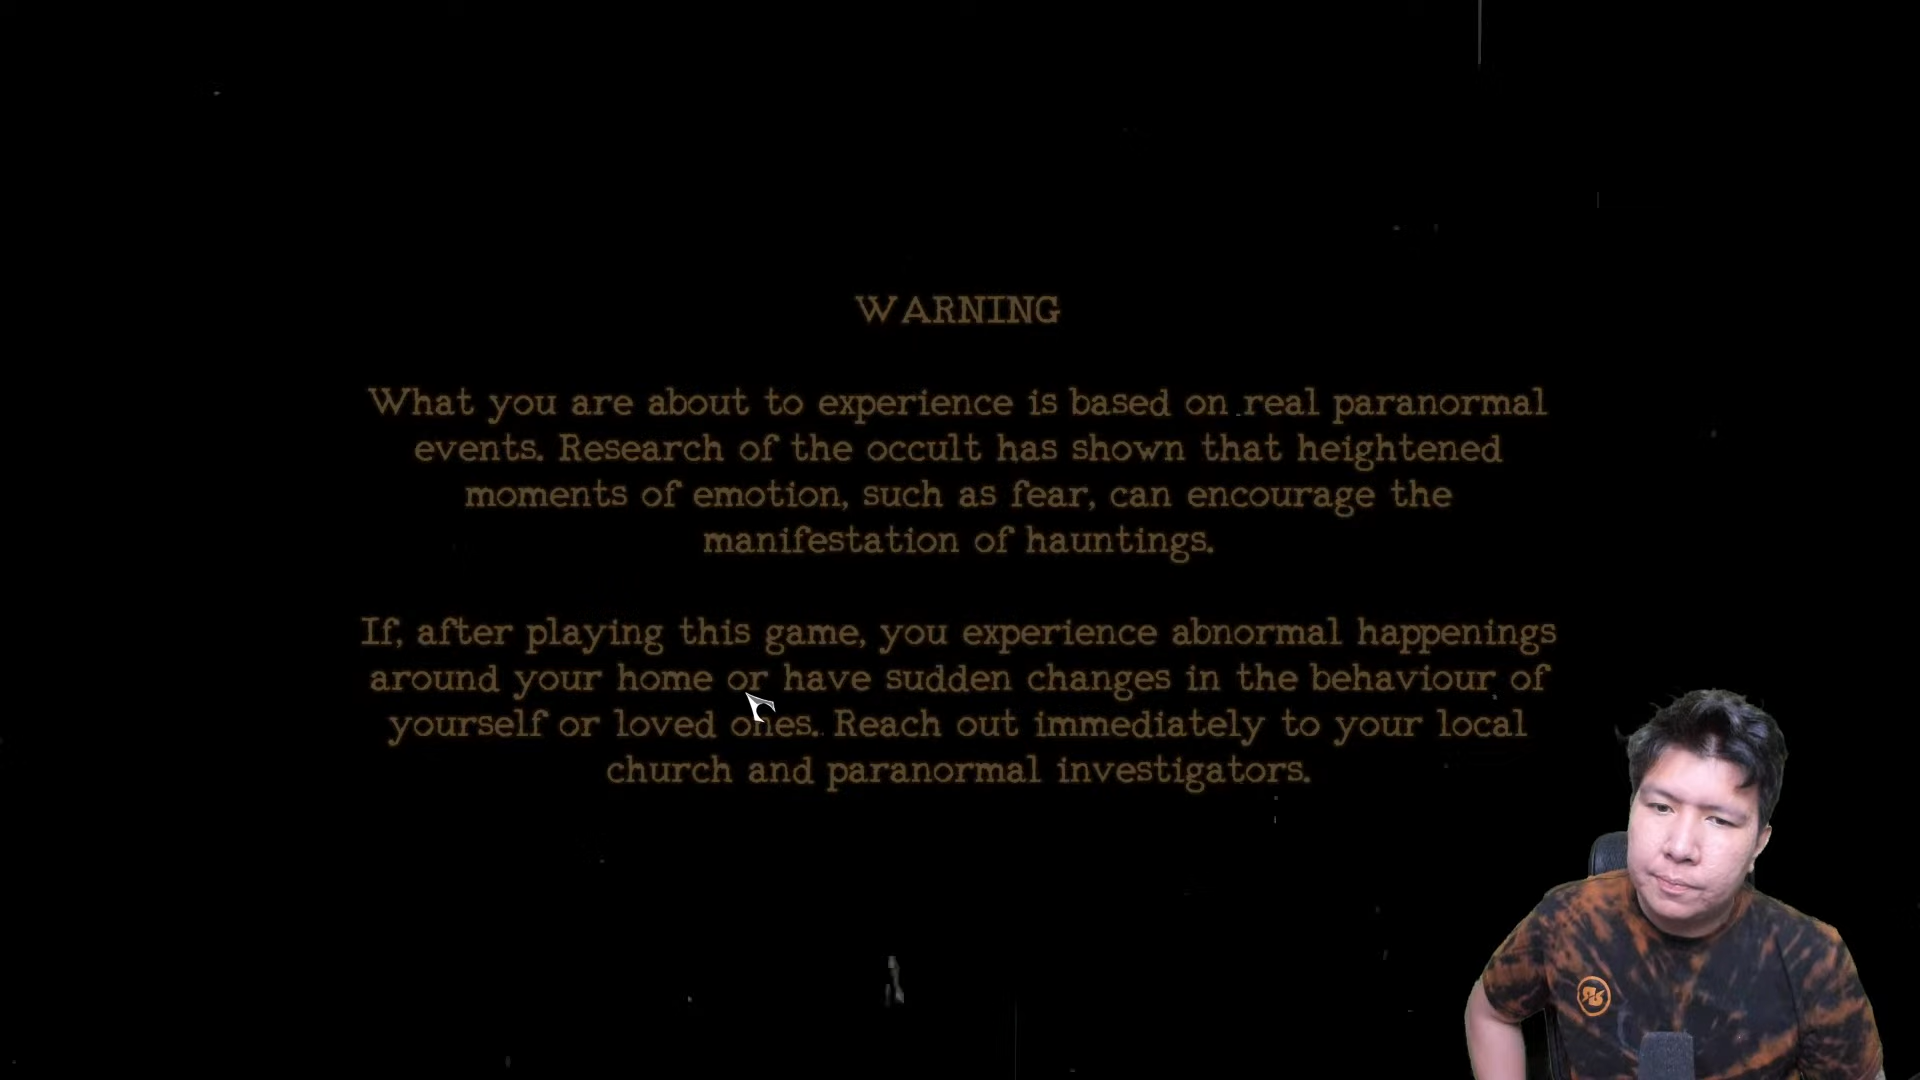 WARNING
What you are about to experience is based on real paranormal
events. Research of the occult has shown that heightened
moments of emotion, such as fear, can encourage the
manifestation of hauntings.
If, after playing this game, you experience abnormal happenings
around your home or have sudden changes in the behaviour of
yourself or loved ones. Reach out immediately to your local
church and paranormal investigators.